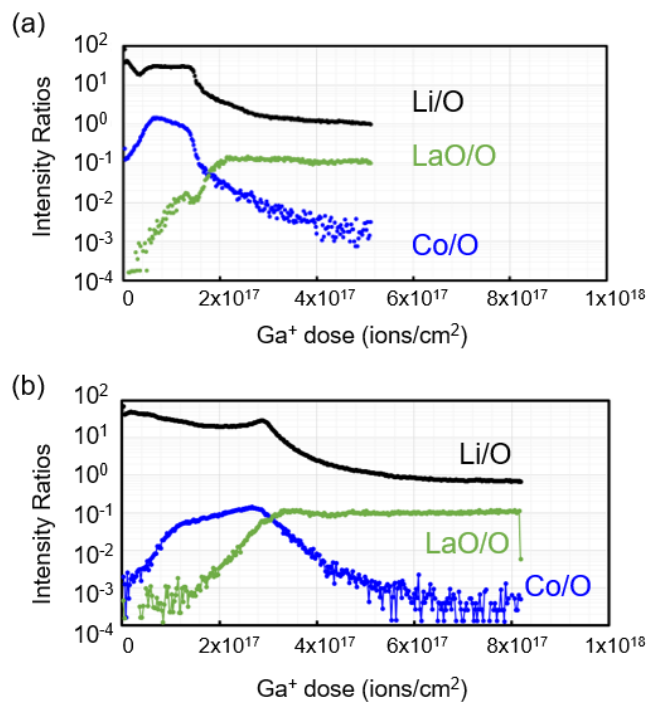 (a)
Intensity Ratios
10²
10¹
10⁰
10⁻¹
10⁻²
10⁻³
10⁻⁴
Li/O
LaO/O
Co/O
0 2x10¹⁷ 4x10¹⁷ 6x10¹⁷ 8x10¹⁷ 1x10¹⁸
Ga⁺ dose (ions/cm²)
(b)
Intensity Ratios
10²
10¹
10⁰
10⁻¹
10⁻²
10⁻³
10⁻⁴
Li/O
LaO/O
Co/O
0 2x10¹⁷ 4x10¹⁷ 6x10¹⁷ 8x10¹⁷ 1x10¹⁸
Ga⁺ dose (ions/cm²)